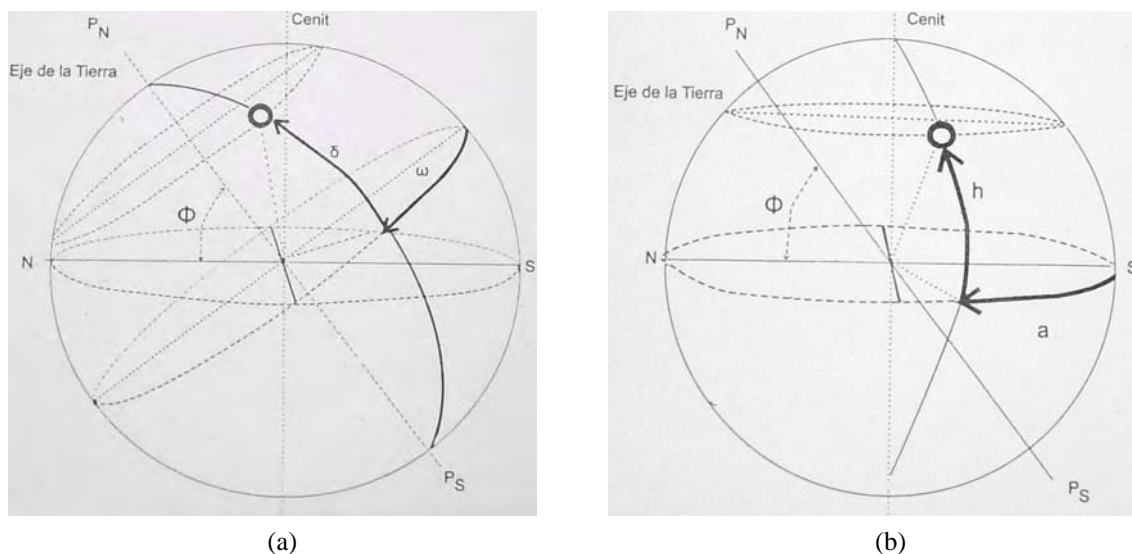 Cenit
P_N
Eje de la Tierra
δ
ω
Φ
N
S
P_S
(a)
Cenit
P_N
Eje de la Tierra
h
Φ
N
S
a
P_S
(b)